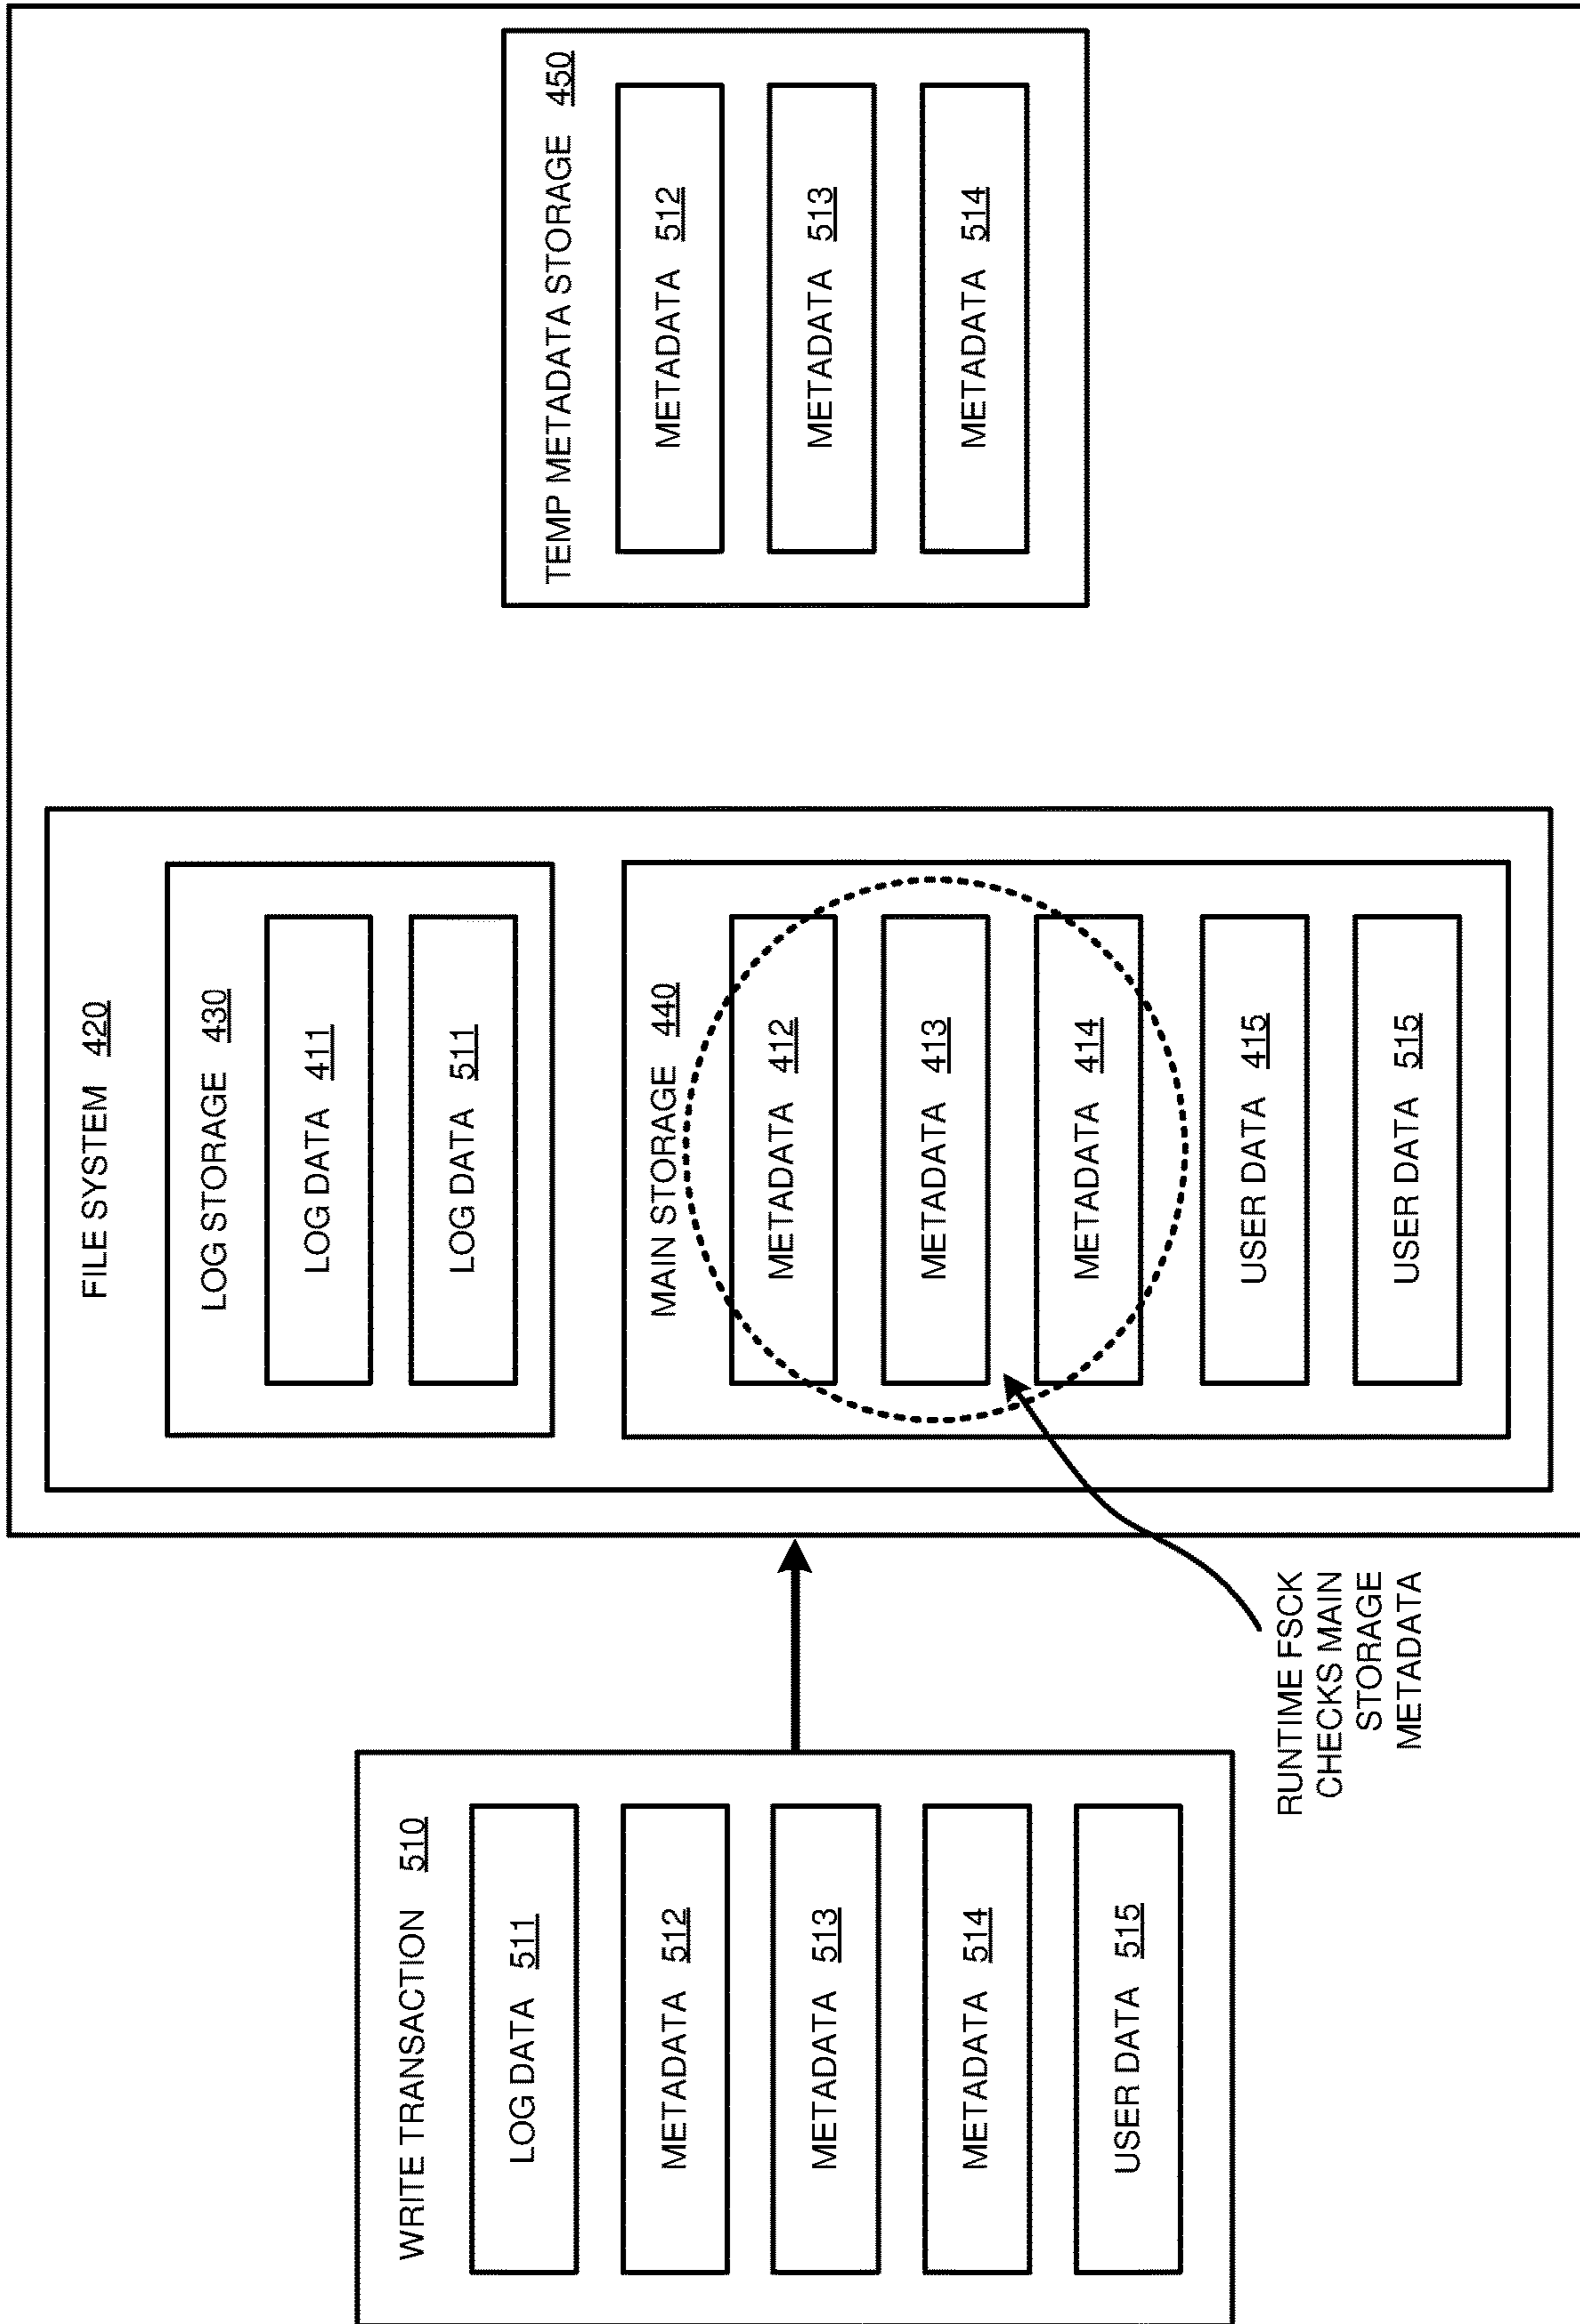 WRITE TRANSACTION 510
LOG DATA 511
METADATA 512
METADATA 513
METADATA 514
USER DATA 515
RUNTIME FSCK
CHECKS MAIN
STORAGE
METADATA
FILE SYSTEM 420
LOG STORAGE 430
LOG DATA 411
LOG DATA 511
MAIN STORAGE 440
METADATA 412
METADATA 413
METADATA 414
USER DATA 415
USER DATA 515
TEMP METADATA STORAGE 450
METADATA 512
METADATA 513
METADATA 514